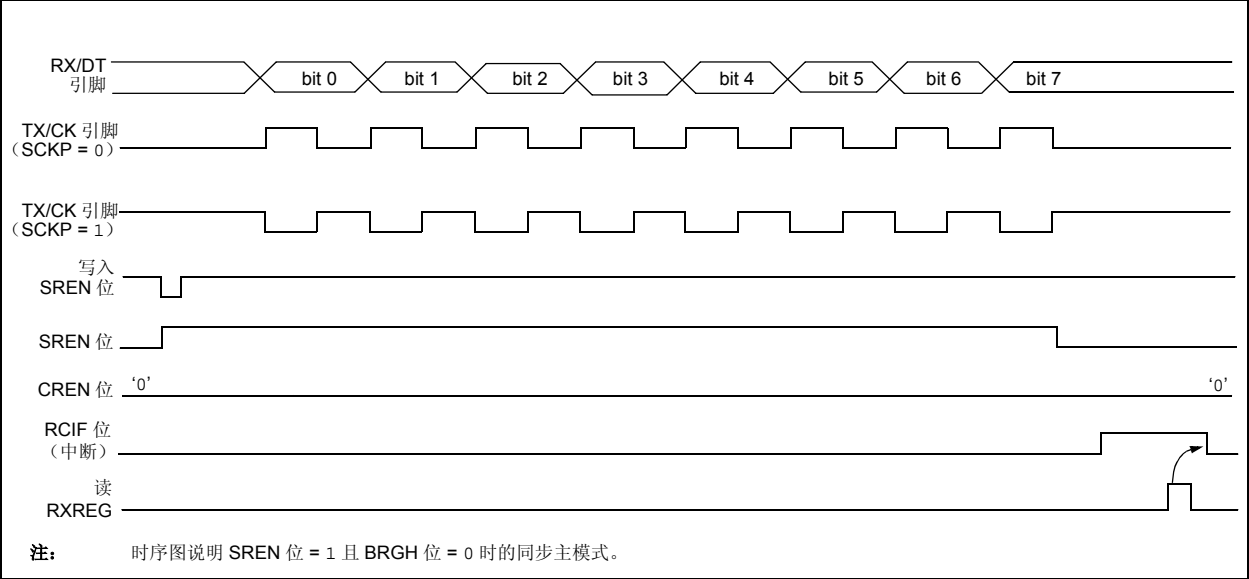 RX/DT
引脚
bit 0 bit 1 bit 2 bit 3 bit 4 bit 5 bit 6 bit 7
TX/CK 引脚
（SCKP = 0）
TX/CK 引脚
（SCKP = 1）
写入
SREN 位
SREN 位
CREN 位 ‘0’ ‘0’
RCIF 位
（中断）
读
RXREG
注： 时序图说明 SREN 位 = 1 且 BRGH 位 = 0 时的同步主模式。